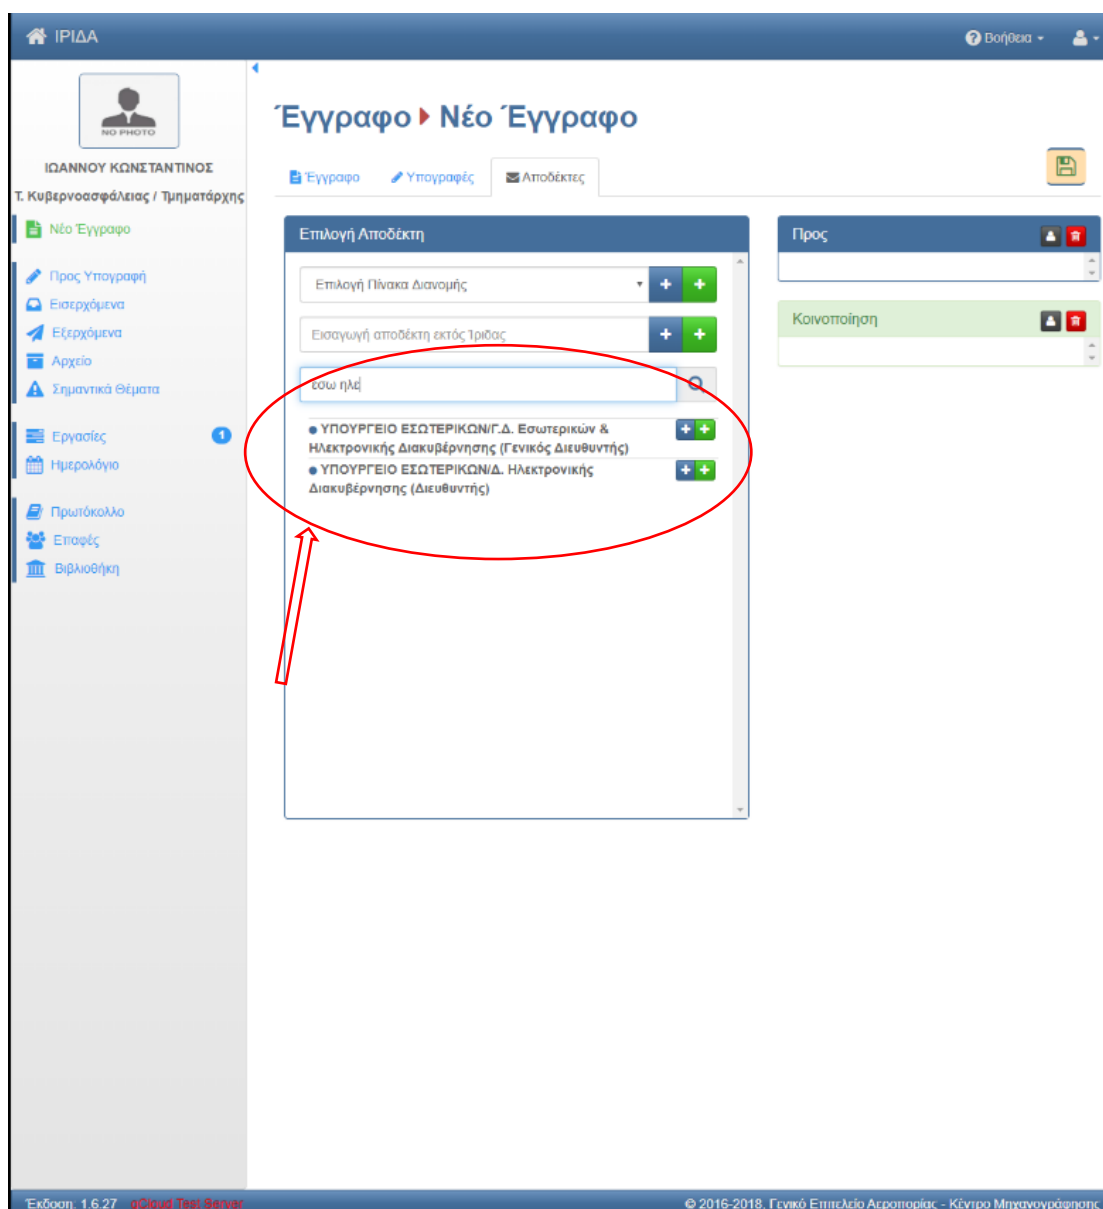 ΙΡΙΔΑ
Βοήθεια
NO PHOTO
ΙΩΑΝΝΟΥ ΚΩΝΣΤΑΝΤΙΝΟΣ
Τ. Κυβερνοασφάλειας / Τμηματάρχης
Νέο Έγγραφο
Προς Υπογραφή
Εισερχόμενα
Εξερχόμενα
Αρχείο
Σημαντικά Θέματα
Εργασίες 1
Ημερολόγιο
Πρωτόκολλο
Επαφές
Βιβλιοθήκη
Έγγραφο Νέο Έγγραφο
Έγγραφο Υπογραφές Αποδέκτες
Επιλογή Αποδέκτη
Επιλογή Πίνακα Διανομής
Εισαγωγή αποδέκτη εκτός Ίριδας
εσω ηλε
ΥΠΟΥΡΓΕΙΟ ΕΣΩΤΕΡΙΚΩΝ/Γ.Δ. Εσωτερικών &
Ηλεκτρονικής Διακυβέρνησης (Γενικός Διευθυντής)
ΥΠΟΥΡΓΕΙΟ ΕΣΩΤΕΡΙΚΩΝ/Δ. Ηλεκτρονικής
Διακυβέρνησης (Διευθυντής)
Προς
Κοινοποίηση
Έκδοση: 1.6.27 gCloud Test Server
© 2016-2018, Γενικό Επιτελείο Αεροπορίας - Κέντρο Μηχανογράφησης